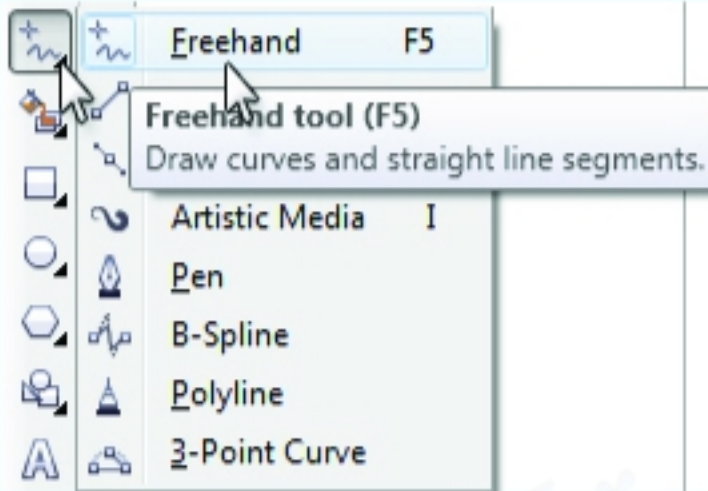 Freehand F5
Freehand tool (F5)
Draw curves and straight line segments.
Artistic Media I
Pen
B-Spline
Polyline
3-Point Curve